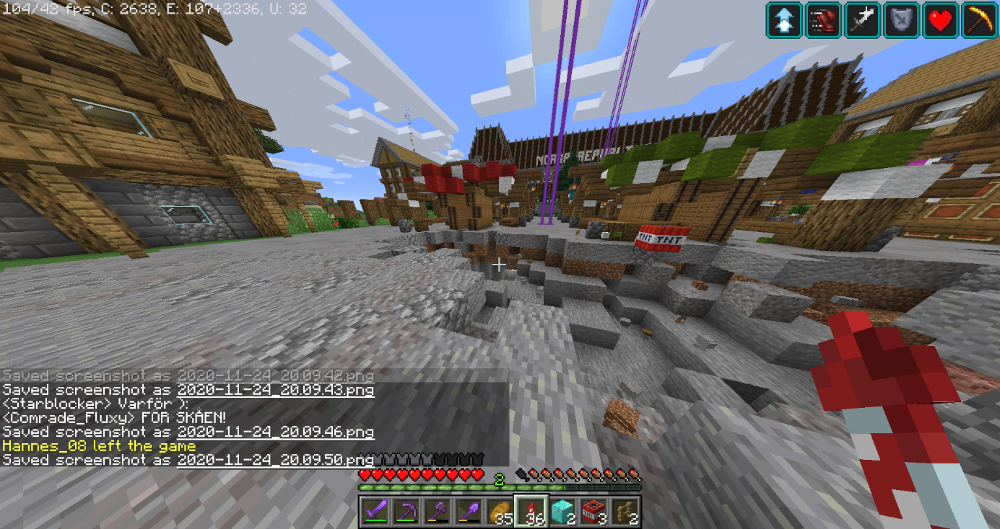 104/42 fps, C: 2638, E: 107+2336, U: 32
NORRA REPUBLI
TNT TNT
Saved screenshot as 2020-11-24_20.09.42.png
Saved screenshot as 2020-11-24_20.09.43.png
<Starblocker> Varför ):
<Comrade_Fluxy> FÖR SKÅEN!
Saved screenshot as 2020-11-24_20.09.46.png
Hannes_08 left the game
Saved screenshot as 2020-11-24_20.09.50.png
2
35 36 2 3 2